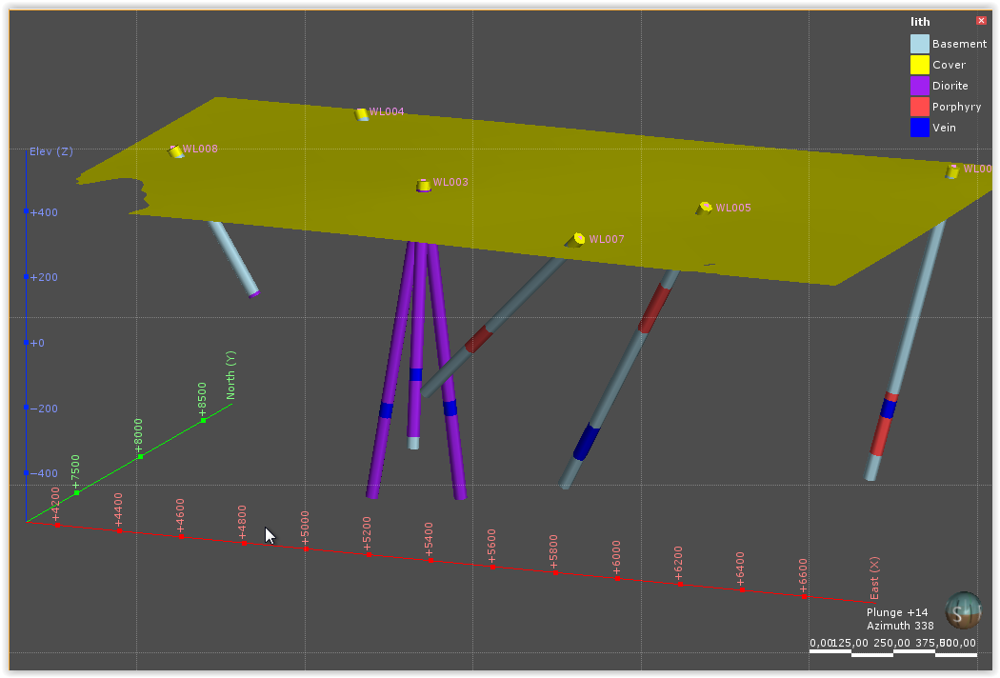 lith
Basement
Cover
Diorite
Porphyry
Vein
WL004
WL008
WL003
WL005
WL007
WL00
Elev (Z)
+400
+200
+0
−200
−400
North (Y)
+8500
+8000
+7500
+4200
+4400
+4600
+4800
+5000
+5200
+5400
+5600
+5800
+6000
+6200
+6400
+6600
East (X)
Plunge +14
Azimuth 338
0,00 125,00 250,00 375, 500,00